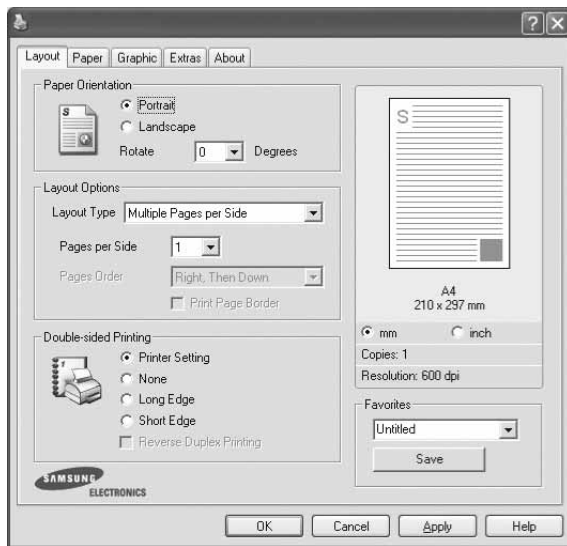 Layout Paper Graphic Extras About
Paper Orientation
S
Portrait
Landscape
Rotate 0 Degrees
Layout Options
Layout Type Multiple Pages per Side
Pages per Side 1
Pages Order Right, Then Down
Print Page Border
Double-sided Printing
Printer Setting
None
Long Edge
Short Edge
Reverse Duplex Printing
SAMSUNG
ELECTRONICS
S
A4
210 x 297 mm
mm inch
Copies: 1
Resolution: 600 dpi
Favorites
Untitled
Save
OK Cancel Apply Help